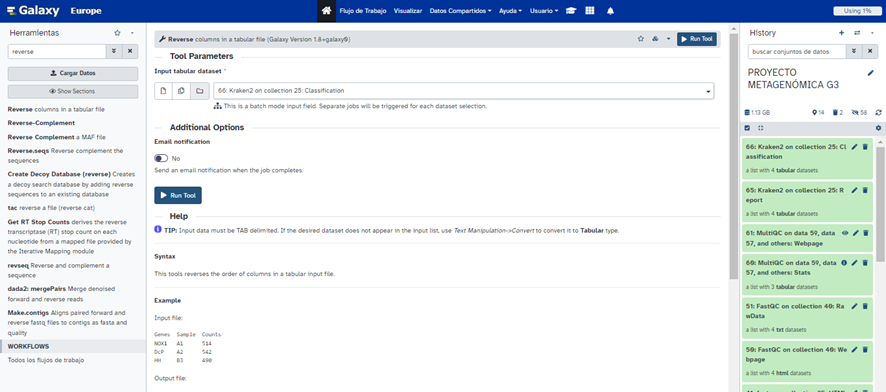 Galaxy Europe
Flujo de Trabajo Visualizar Datos Compartidos Ayuda Usuario
Using 1%
Herramientas
reverse
Cargar Datos
Show Sections
Reverse columns in a tabular file
Reverse-Complement
Reverse Complement a MAF file
Reverse.seqs Reverse complement the
sequences
Create Decoy Database (reverse) Creates
a decoy search database by adding reverse
sequences to an existing database
tac reverse a file (reverse cat)
Get RT Stop Counts derives the reverse
transcriptase (RT) stop count on each
nucleotide from a mapped file provided by
the Iterative Mapping module
revseq Reverse and complement a
sequence
dada2: mergePairs Merge denoised
forward and reverse reads
Make.contigs Aligns paired forward and
reverse fastq files to contigs as fasta and
quality
WORKFLOWS
Todos los flujos de trabajo
Reverse columns in a tabular file (Galaxy Version 1.8+galaxy0)
Run Tool
Tool Parameters
Input tabular dataset *
66: Kraken2 on collection 25: Classification
This is a batch mode input field. Separate jobs will be triggered for each dataset selection.
Additional Options
Email notification
No
Send an email notification when the job completes.
Run Tool
Help
TIP: Input data must be TAB delimited. If the desired dataset does not appear in the input list, use Text Manipulation->Convert to convert it to Tabular type.
Syntax
This tools reverses the order of columns in a tabular input file.
Example
Input file:
Genes Sample Counts
NOX1 A1 514
DcP A2 542
HH B3 490
Output file:
History
buscar conjuntos de datos
PROYECTO
METAGENÓMICA G3
1.13 GB
14 2 58
66: Kraken2 on collection 25: Cl
assification
a list with 4 tabular datasets
65: Kraken2 on collection 25: R
eport
a list with 4 tabular datasets
61: MultiQC on data 59, data
57, and others: Webpage
60: MultiQC on data 59, data
57, and others: Stats
a list with 3 tabular datasets
51: FastQC on collection 40: Ra
wData
a list with 4 txt datasets
50: FastQC on collection 40: We
bpage
a list with 4 html datasets